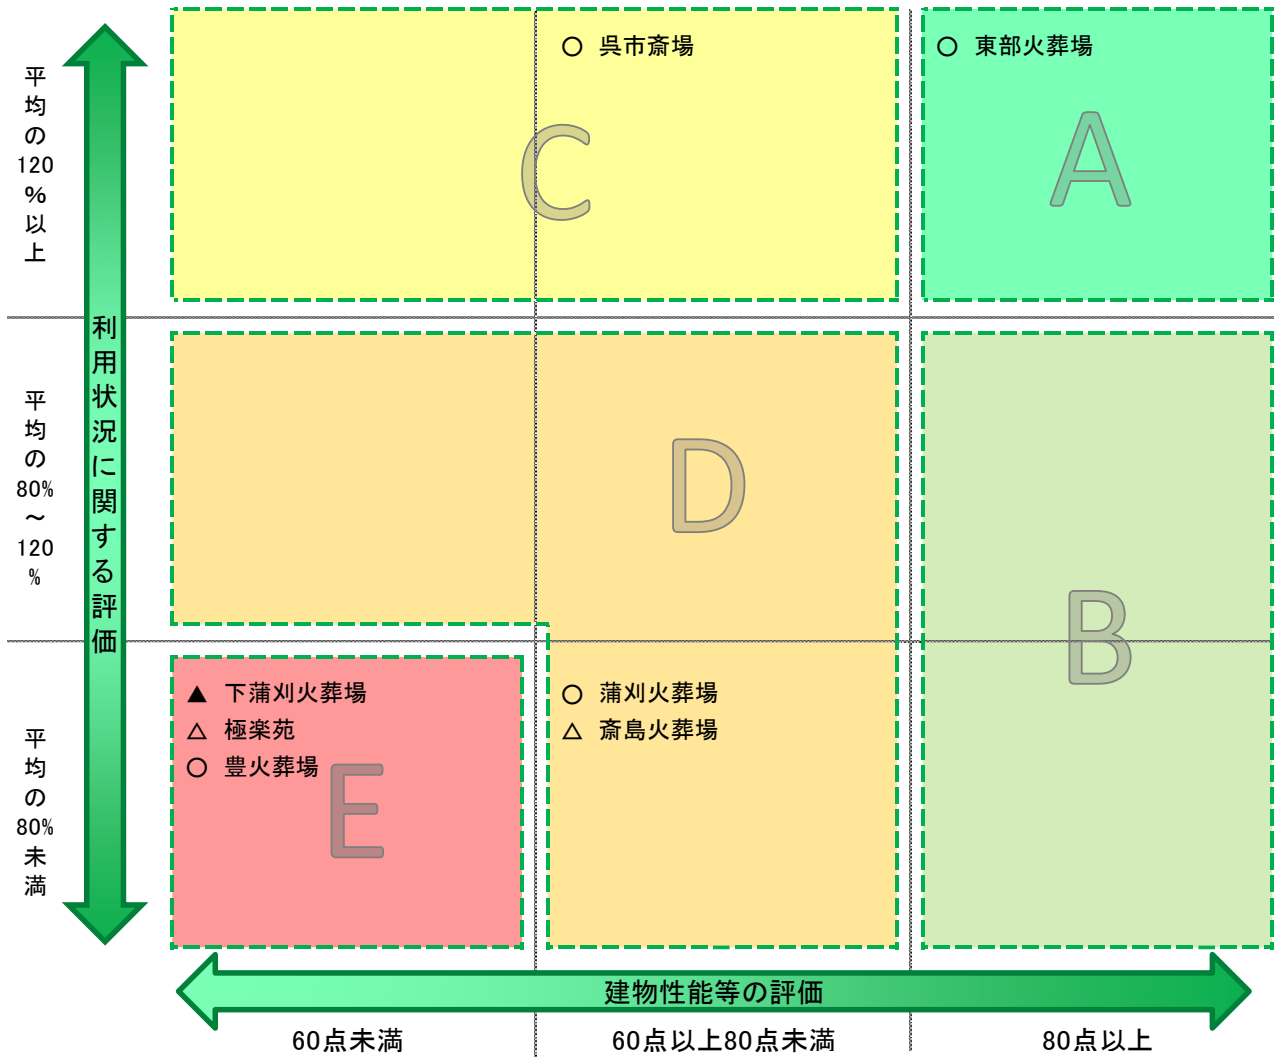 平均の120%以上
○ 呉市斎場
○ 東部火葬場
C
A
利用状況に関する評価
平均の80%～120%
D
B
平均の80%未満
▲ 下蒲刈火葬場
△ 極楽苑
○ 豊火葬場
E
○ 蒲刈火葬場
△ 斎島火葬場
建物性能等の評価
60点未満
60点以上80点未満
80点以上